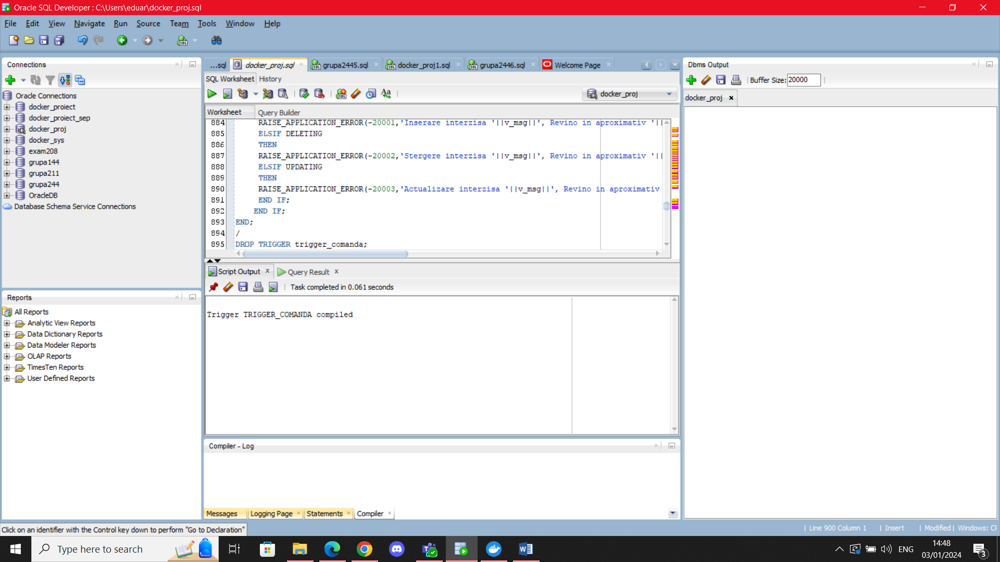 Oracle SQL Developer : C:\Users\eduar\docker_proj.sql
File Edit View Navigate Run Source Team Tools Window Help
Connections
Oracle Connections
docker_proiect
docker_proiect_sep
docker_proj
docker_sys
exam208
grupa144
grupa211
grupa244
OracleDB
Database Schema Service Connections
Reports
All Reports
Analytic View Reports
Data Dictionary Reports
Data Modeler Reports
OLAP Reports
TimesTen Reports
User Defined Reports
...sql docker_proj.sql grupa2445.sql docker_proj1.sql grupa2446.sql Welcome Page
SQL Worksheet History
docker_proj
Worksheet Query Builder
884 RAISE_APPLICATION_ERROR(-20001,'Inserare interzisa '||v_msg||', Revino in aproximativ '||
885 ELSIF DELETING
886 THEN
887 RAISE_APPLICATION_ERROR(-20002,'Stergere interzisa '||v_msg||', Revino in aproximativ '||
888 ELSIF UPDATING
889 THEN
890 RAISE_APPLICATION_ERROR(-20003,'Actualizare interzisa '||v_msg||', Revino in aproximativ
891 END IF;
892 END IF;
893 END;
894 /
895 DROP TRIGGER trigger_comanda;
Script Output Query Result
Task completed in 0.061 seconds
Trigger TRIGGER_COMANDA compiled
Compiler - Log
Messages Logging Page Statements Compiler
Dbms Output
Buffer Size: 20000
docker_proj
Click on an identifier with the Control key down to perform "Go to Declaration"
Line 900 Column 1 | Insert | Modified | Windows: CF
Type here to search
ENG
14:48
03/01/2024
3